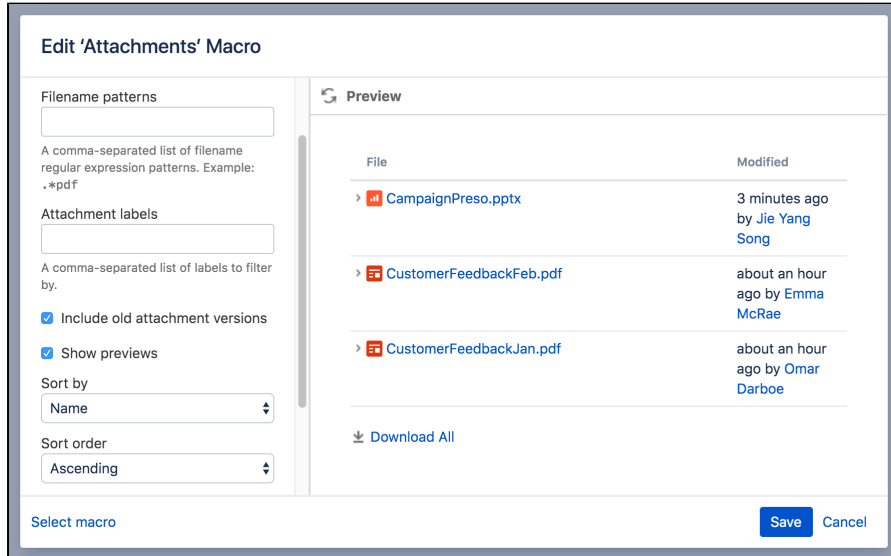 Edit ‘Attachments’ Macro
Filename patterns
A comma-separated list of filename
regular expression patterns. Example:
.*pdf
Attachment labels
A comma-separated list of labels to filter
by.
Include old attachment versions
Show previews
Sort by
Name
Sort order
Ascending
Preview
File Modified
CampaignPreso.pptx 3 minutes ago
by Jie Yang
Song
CustomerFeedbackFeb.pdf about an hour
ago by Emma
McRae
CustomerFeedbackJan.pdf about an hour
ago by Omar
Darboe
Download All
Select macro Save Cancel